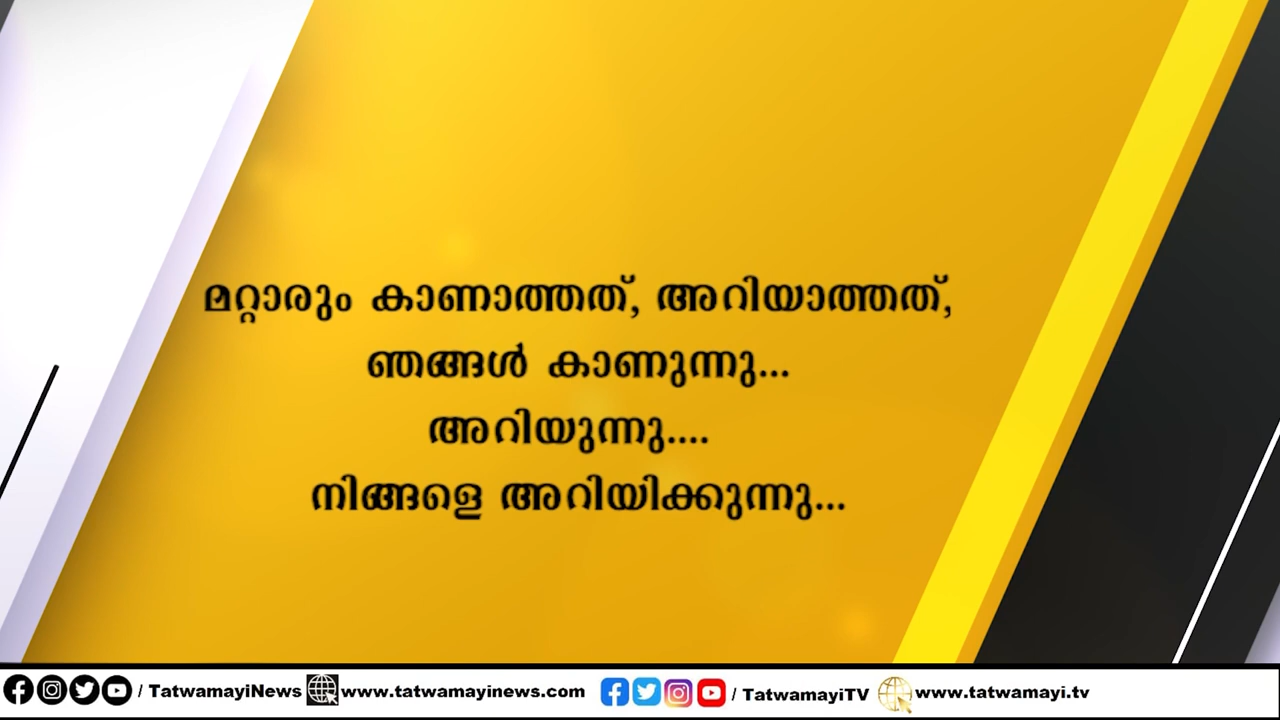 മറ്റാരും കാണാത്തത്, അറിയാത്തത്,
ഞങ്ങൾ കാണുന്നു...
അറിയുന്നു....
നിങ്ങളെ അറിയിക്കുന്നു...
/ TatwamayiNews www.tatwamayinews.com / TatwamayiTV www.tatwamayi.tv